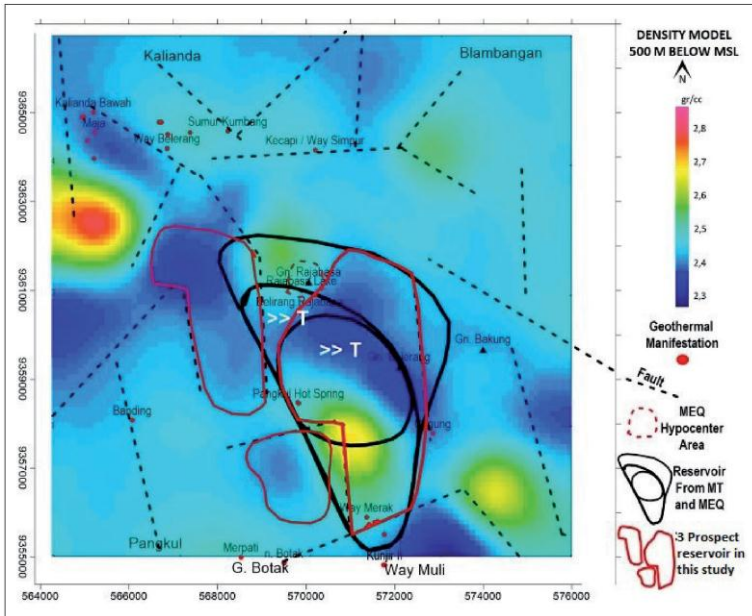 Kalianda
Blambangan
Kalianda Bawah
Maja
Way Belerang
Sumur Kumbang
Kecapi / Way Simpur
Gn. Rajabasa
Rajabasa Lake
>> T
>> T
Gn. Bakung
Pangkul Hot Spring
Banding
Way Merak
Pangkul
Merpati
n. Botak
G. Botak
Kunjir II
Way Muli
9365000
9363000
9361000
9359000
9357000
9355000
564000 566000 568000 570000 572000 574000 576000
DENSITY MODEL
500 M BELOW MSL
N
gr/cc
2,8
2,7
2,6
2,5
2,4
2,3
Geothermal
Manifestation
Fault
MEQ
Hypocenter
Area
Reservoir
From MT
and MEQ
3 Prospect
reservoir in
this study